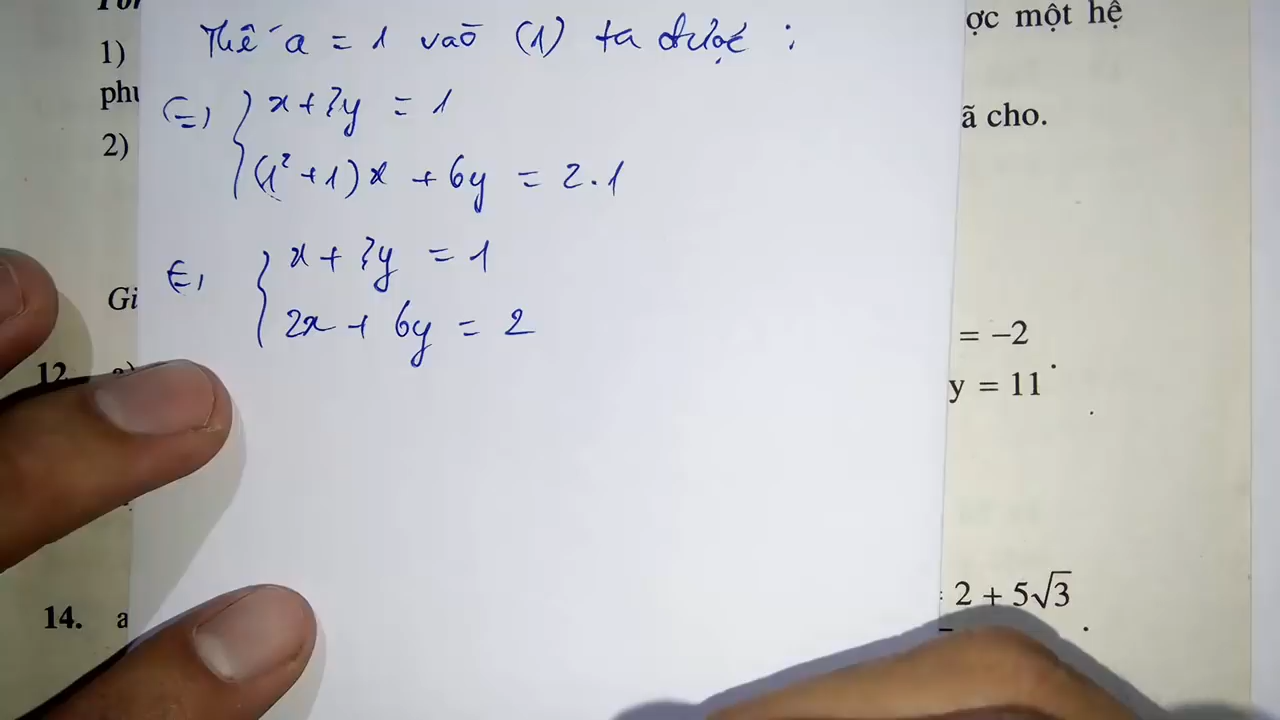 Thế a = 1 vào (1) ta được :
ợc một hệ
1)
(=) { x + 3y = 1
phư
ã cho.
2)
(1² + 1)x + 6y = 2.1
(=) { x + 3y = 1
Gi
2x + 6y = 2
= –2
12. a)
y = 11 .
14. a
2 + 5√3